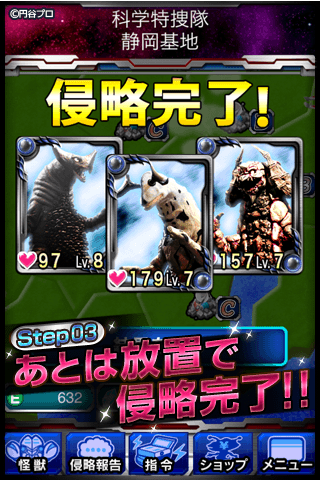 ©円谷プロ
科学特捜隊
静岡基地
侵略完了!
97 Lv.8
179 Lv.7
157 Lv.7
C
C
Step03
あとは放置で
侵略完了!!
632
怪獣 侵略報告 指令 ショップ メニュー